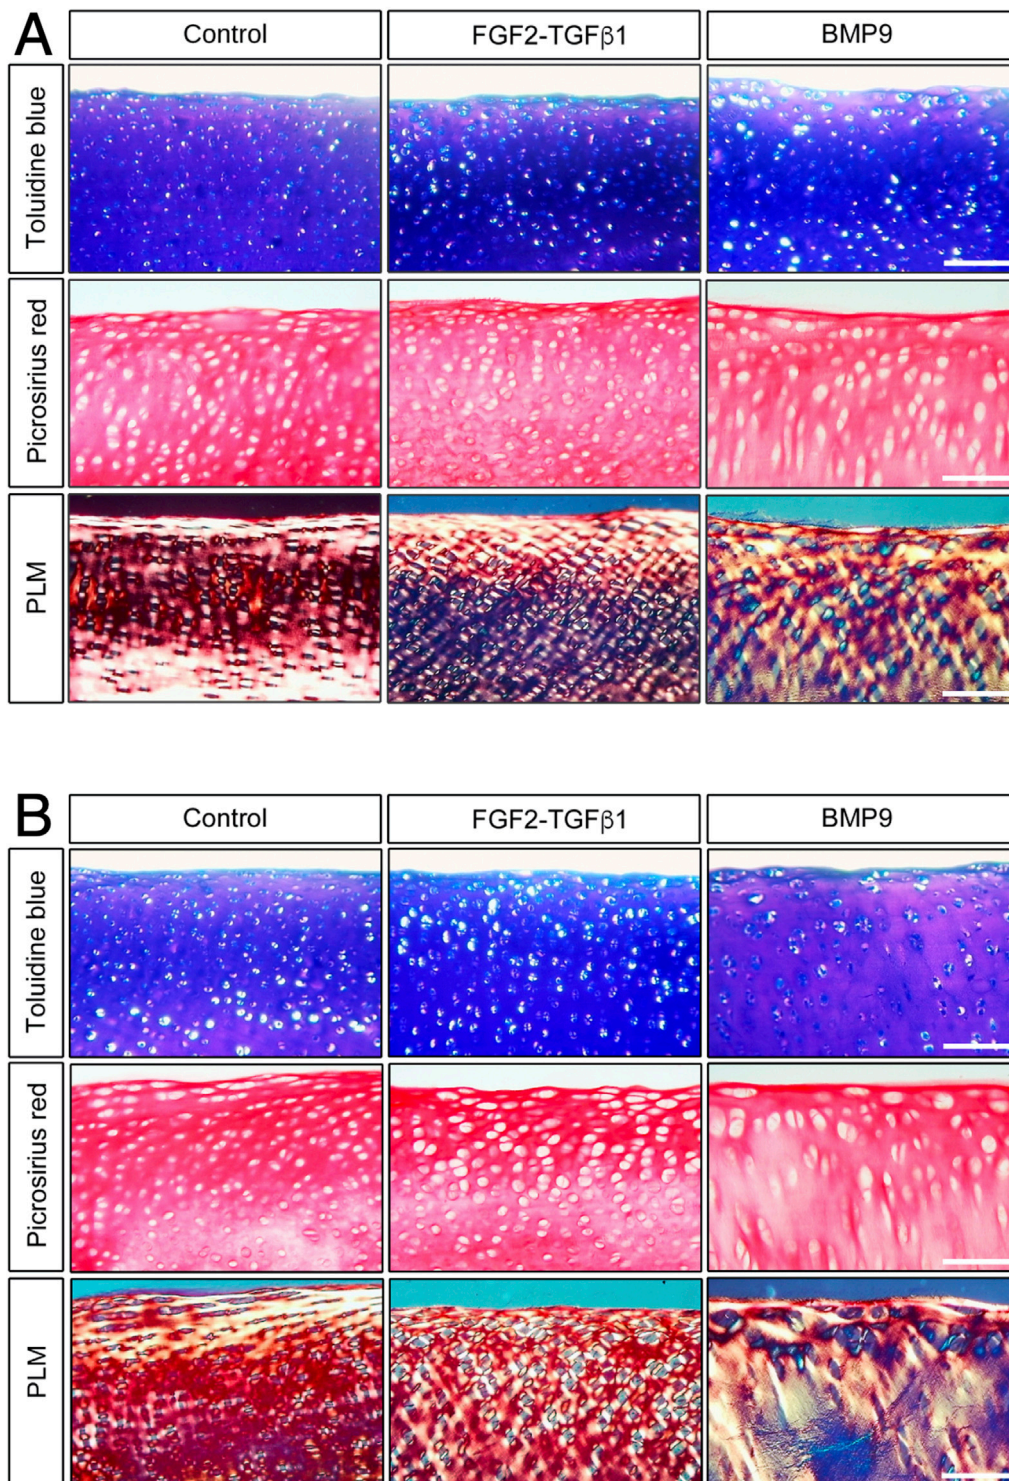 A
Control
FGF2-TGFβ1
BMP9
Toluidine blue
Picrosirius red
PLM
B
Control
FGF2-TGFβ1
BMP9
Toluidine blue
Picrosirius red
PLM